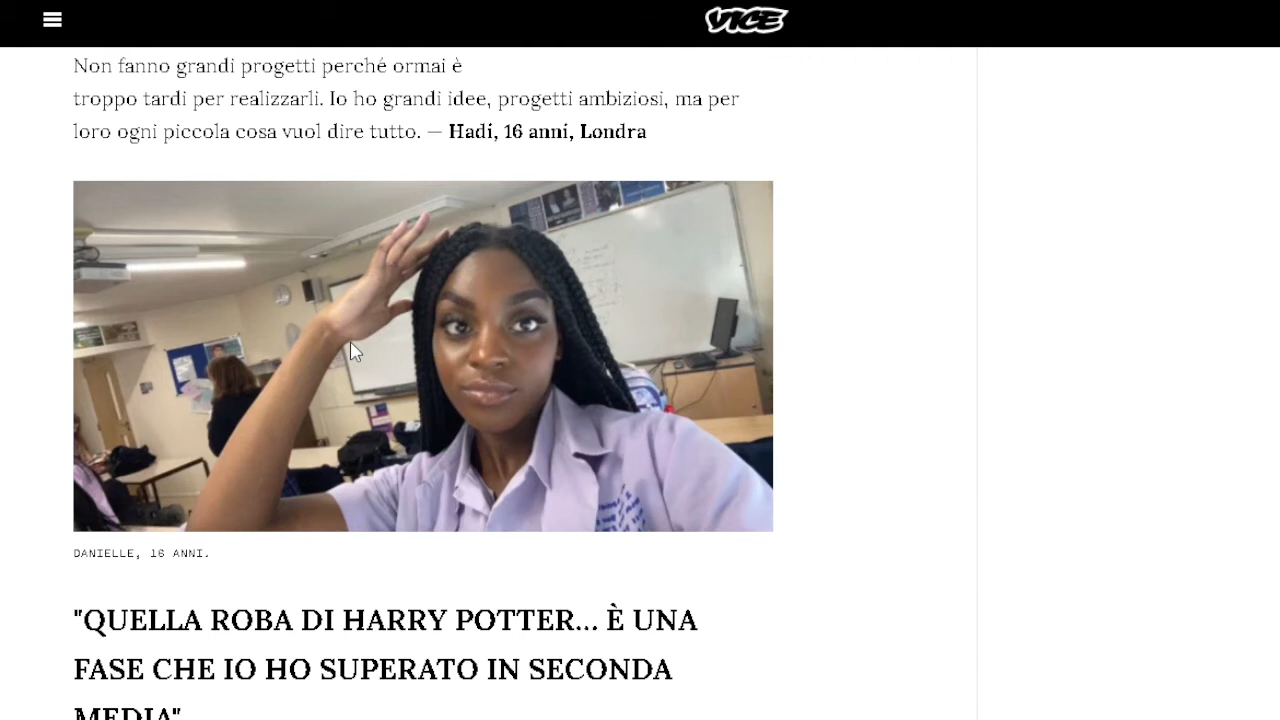 VICE
Non fanno grandi progetti perché ormai è
troppo tardi per realizzarli. Io ho grandi idee, progetti ambiziosi, ma per
loro ogni piccola cosa vuol dire tutto. — Hadi, 16 anni, Londra
DANIELLE, 16 ANNI.
"QUELLA ROBA DI HARRY POTTER... È UNA
FASE CHE IO HO SUPERATO IN SECONDA
MEDIA"